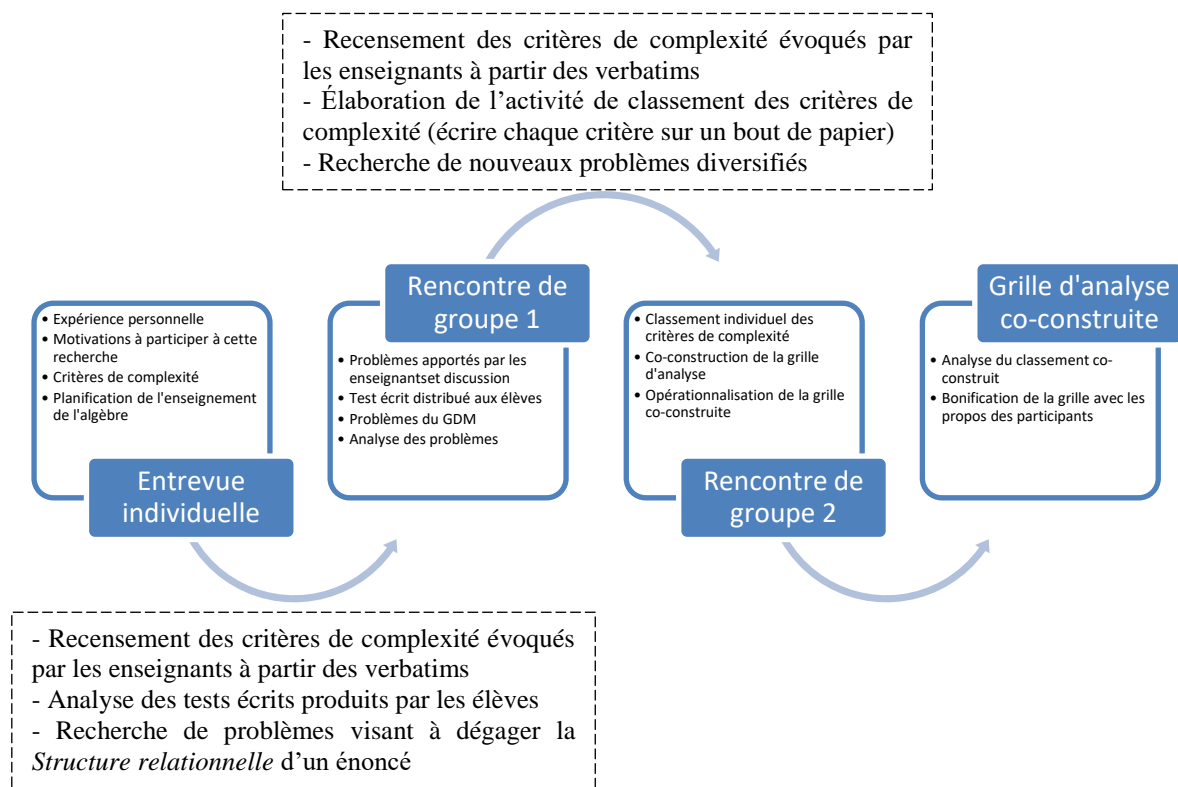 - Recensement des critères de complexité évoqués par
les enseignants à partir des verbatims
- Élaboration de l'activité de classement des critères de
complexité (écrire chaque critère sur un bout de papier)
- Recherche de nouveaux problèmes diversifiés
• Expérience personnelle
• Motivations à participer à cette
recherche
• Critères de complexité
• Planification de l'enseignement
de l'algèbre
Entrevue
individuelle
Rencontre de
groupe 1
• Problèmes apportés par les
enseignantset discussion
• Test écrit distribué aux élèves
• Problèmes du GDM
• Analyse des problèmes
• Classement individuel des
critères de complexité
• Co-construction de la grille
d'analyse
• Opérationnalisation de la grille
co-construite
Rencontre de
groupe 2
Grille d'analyse
co-construite
• Analyse du classement co-
construit
• Bonification de la grille avec les
propos des participants
- Recensement des critères de complexité évoqués
par les enseignants à partir des verbatims
- Analyse des tests écrits produits par les élèves
- Recherche de problèmes visant à dégager la
Structure relationnelle d'un énoncé